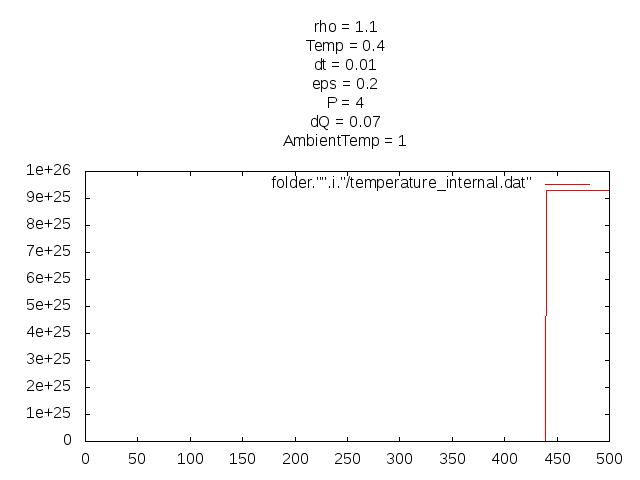 rho = 1.1
Temp = 0.4
dt = 0.01
eps = 0.2
P = 4
dQ = 0.07
AmbientTemp = 1
folder."".i."/temperature_internal.dat"
1e+26
9e+25
8e+25
7e+25
6e+25
5e+25
4e+25
3e+25
2e+25
1e+25
0
0 50 100 150 200 250 300 350 400 450 500